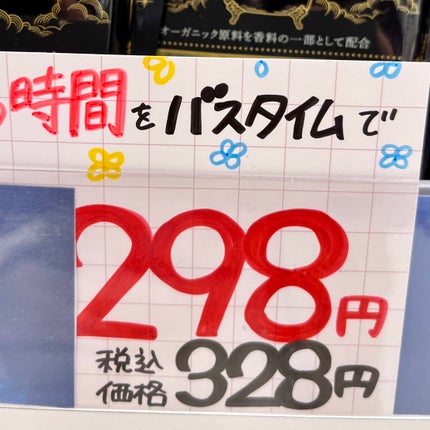 オーガニック原料を香料の一部として配合
時間をバスタイムで
298円
税込
価格 328円